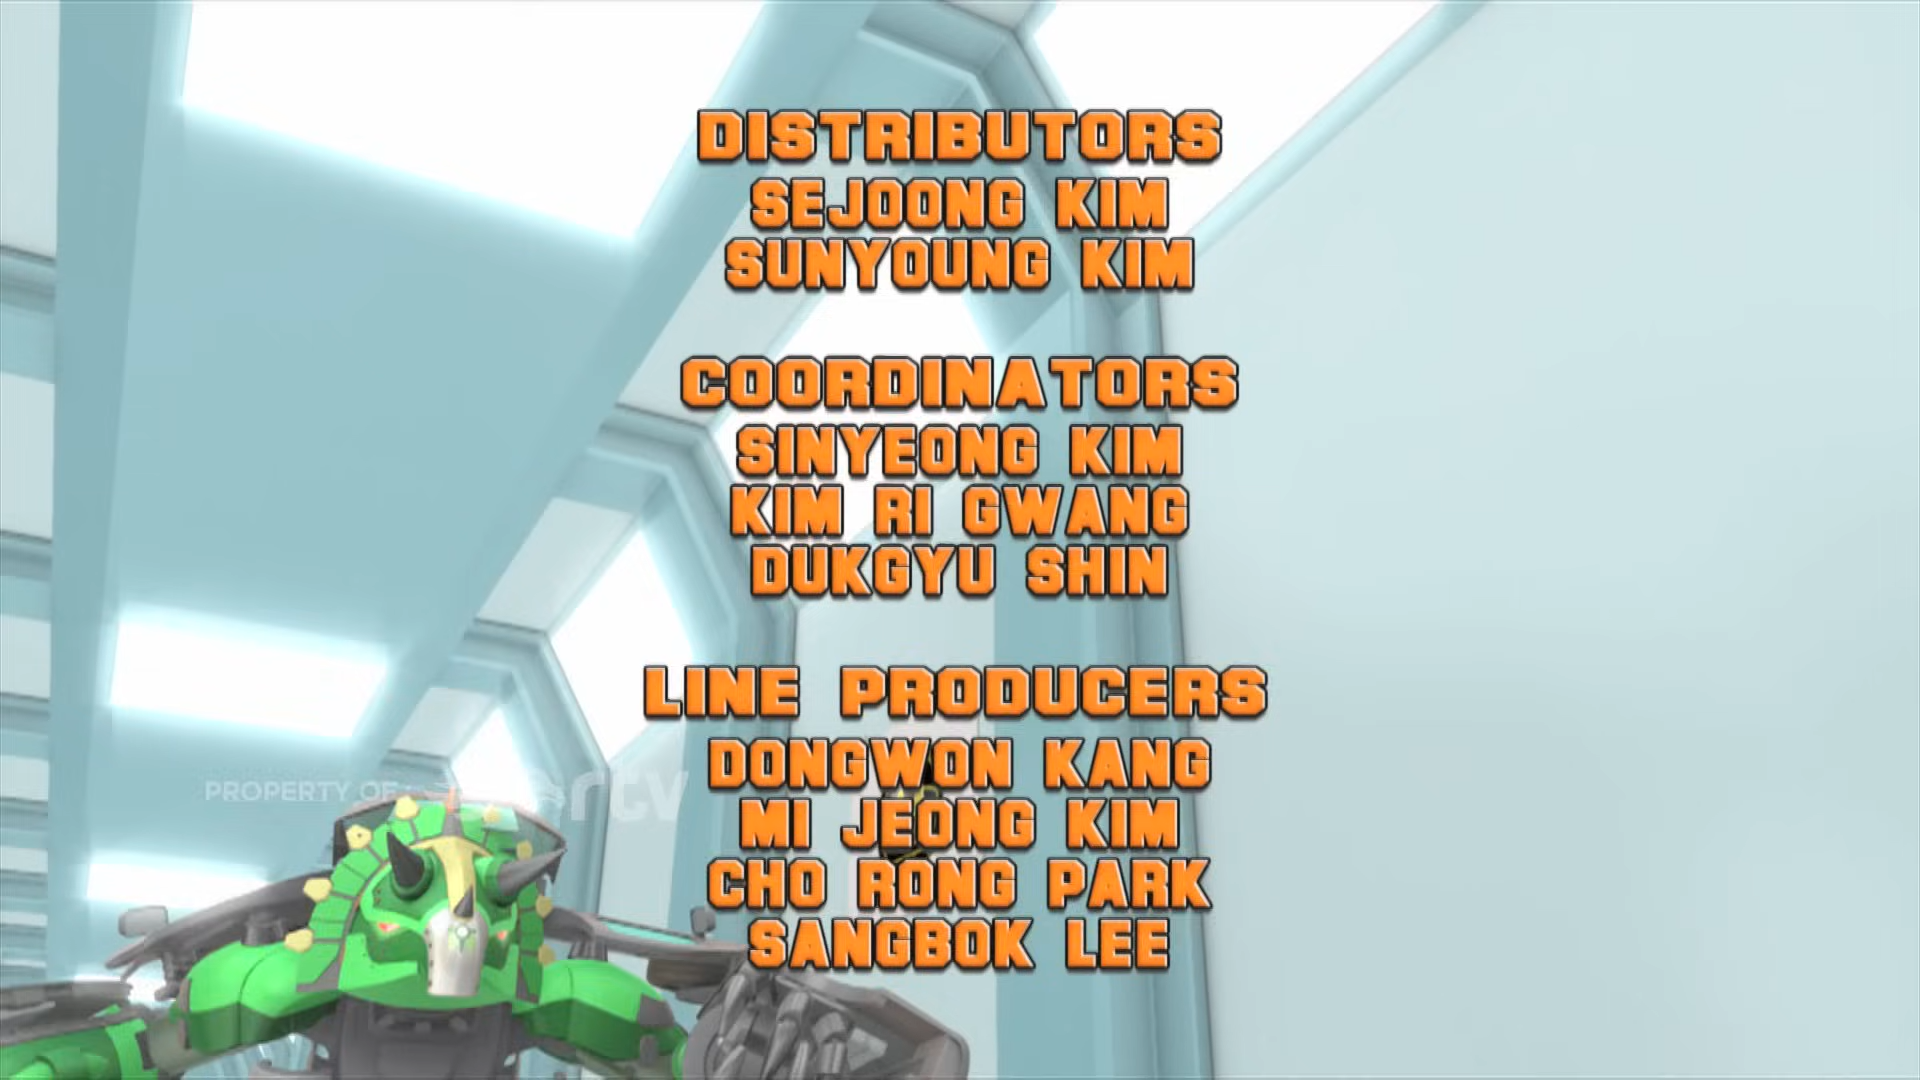 DISTRIBUTORS
SEJOONG KIM
SUNYOUNG KIM
COORDINATORS
SINYEONG KIM
KIM RI GWANG
DUKGYU SHIN
LINE PRODUCERS
DONGWON KANG
MI JEONG KIM
CHO RONG PARK
SANGBOK LEE
PROPERTY OF